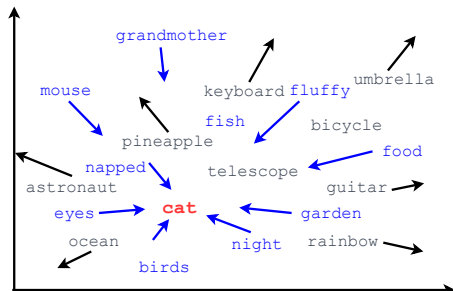 grandmother
umbrella
mouse
keyboard
fluffy
fish
bicycle
pineapple
food
napped
telescope
astronaut
guitar
cat
eyes
garden
ocean
night
rainbow
birds